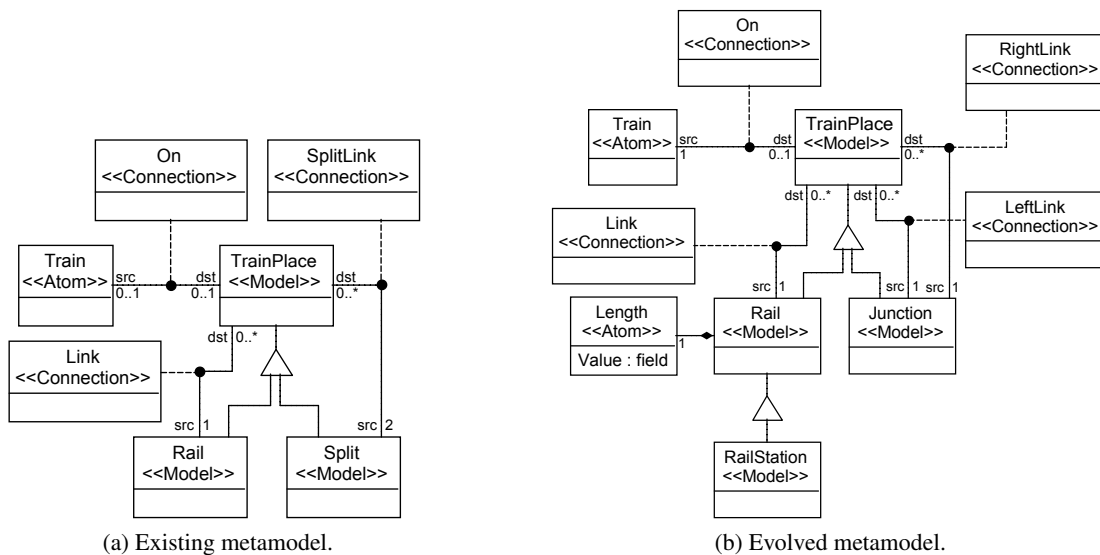 On
<<Connection>>
SplitLink
<<Connection>>
Train
<<Atom>>
src
0..1
dst
0..1
TrainPlace
<<Model>>
dst
0..*
dst 0..*
Link
<<Connection>>
src 1
src 2
Rail
<<Model>>
Split
<<Model>>
(a) Existing metamodel.
On
<<Connection>>
RightLink
<<Connection>>
Train
<<Atom>>
src
1
dst
0..1
TrainPlace
<<Model>>
dst
0..*
dst 0..*
dst 0..*
Link
<<Connection>>
LeftLink
<<Connection>>
src 1
src 1
src 1
Length
<<Atom>>
Value : field
1
Rail
<<Model>>
Junction
<<Model>>
RailStation
<<Model>>
(b) Evolved metamodel.